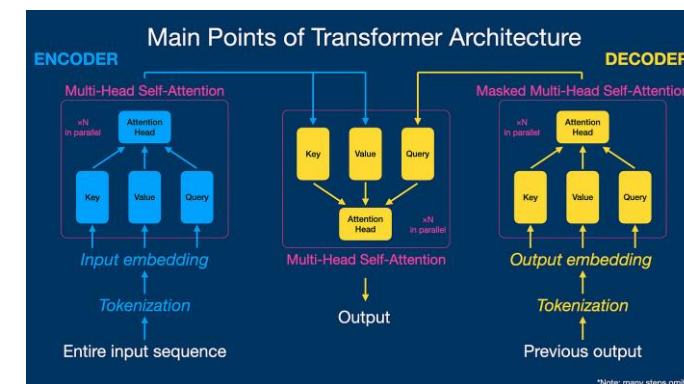 Main Points of Transformer Architecture
ENCODER
DECODER
Multi-Head Self-Attention
×N
in parallel
Attention
Head
Key
Value
Query
Input embedding
Tokenization
Entire input sequence
Key
Value
Query
Attention
Head
×N
in parallel
Multi-Head Self-Attention
Output
Masked Multi-Head Self-Attention
×N
in parallel
Attention
Head
Key
Value
Query
Output embedding
Tokenization
Previous output
*Note: many steps omit